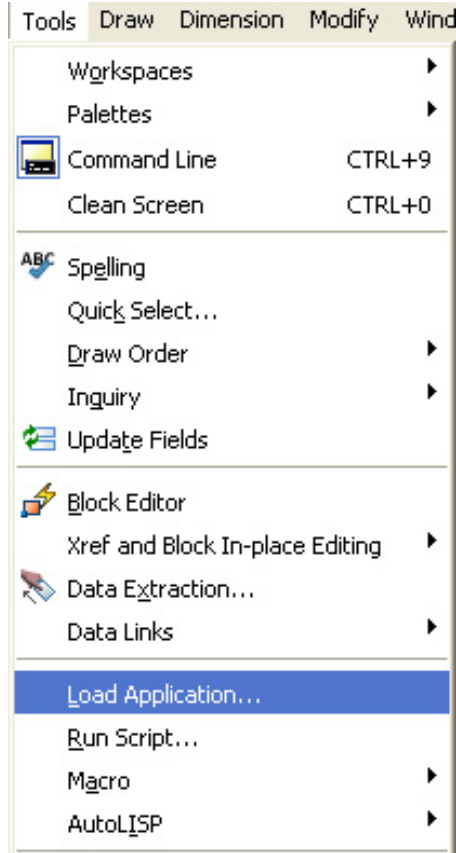 Tools Draw Dimension Modify Wind
Workspaces
Palettes
Command Line CTRL+9
Clean Screen CTRL+0
ABC Spelling
Quick Select...
Draw Order
Inquiry
Update Fields
Block Editor
Xref and Block In-place Editing
Data Extraction...
Data Links
Load Application...
Run Script...
Macro
AutoLISP